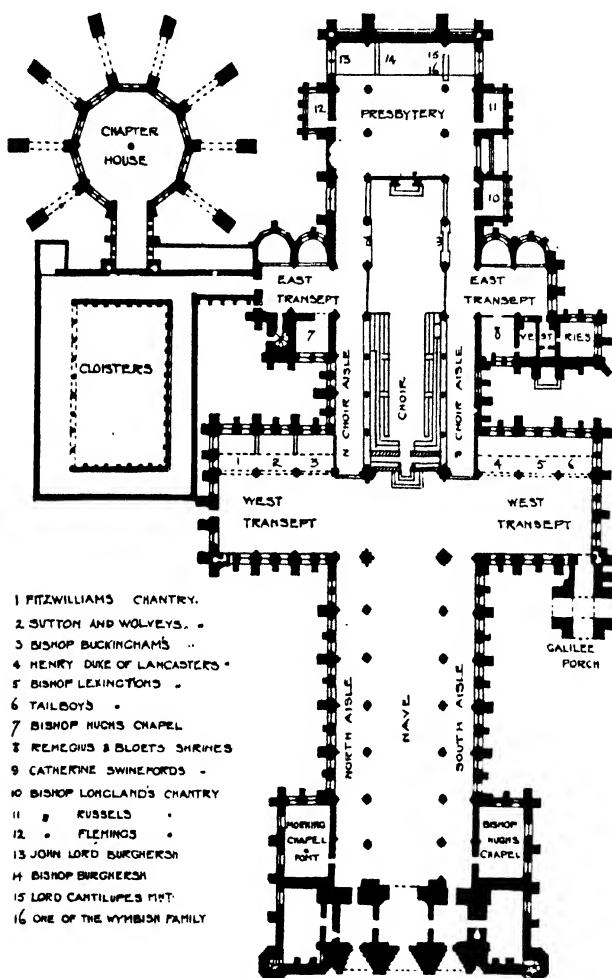 13
14
15
16
12
PRESBYTERY
11
CHAPTER
HOUSE
10
EAST
TRANSEPT
EAST
TRANSEPT
7
8
VEST
RIES
CLOISTERS
N CHOIR AISLE
CHOIR
S CHOIR AISLE
1
2
3
4
5
6
WEST
TRANSEPT
WEST
TRANSEPT
GALILEE
PORCH
NORTH AISLE
NAVE
SOUTH AISLE
MORNING
CHAPEL
FONT
BISHOP
HUGHS
CHAPEL
1 FITZWILLIAMS CHANTRY.
2 SUTTON AND WOLVEYS. "
3 BISHOP BUCKINGHAM'S "
4 HENRY DUKE OF LANCASTERS "
5 BISHOP LEXINGTONS "
6 TAILBOYS "
7 BISHOP HUGHS CHAPEL
8 REMEGIUS & BLOETS SHRINES
9 CATHERINE SWINEFORDS "
10 BISHOP LONGLAND'S CHANTRY
11 " RUSSELS "
12 " FLEMINGS "
13 JOHN LORD BURGHERSH
14 BISHOP BURGHERSH
15 LORD CANTILUPES MNT.
16 ONE OF THE WYMBISH FAMILY